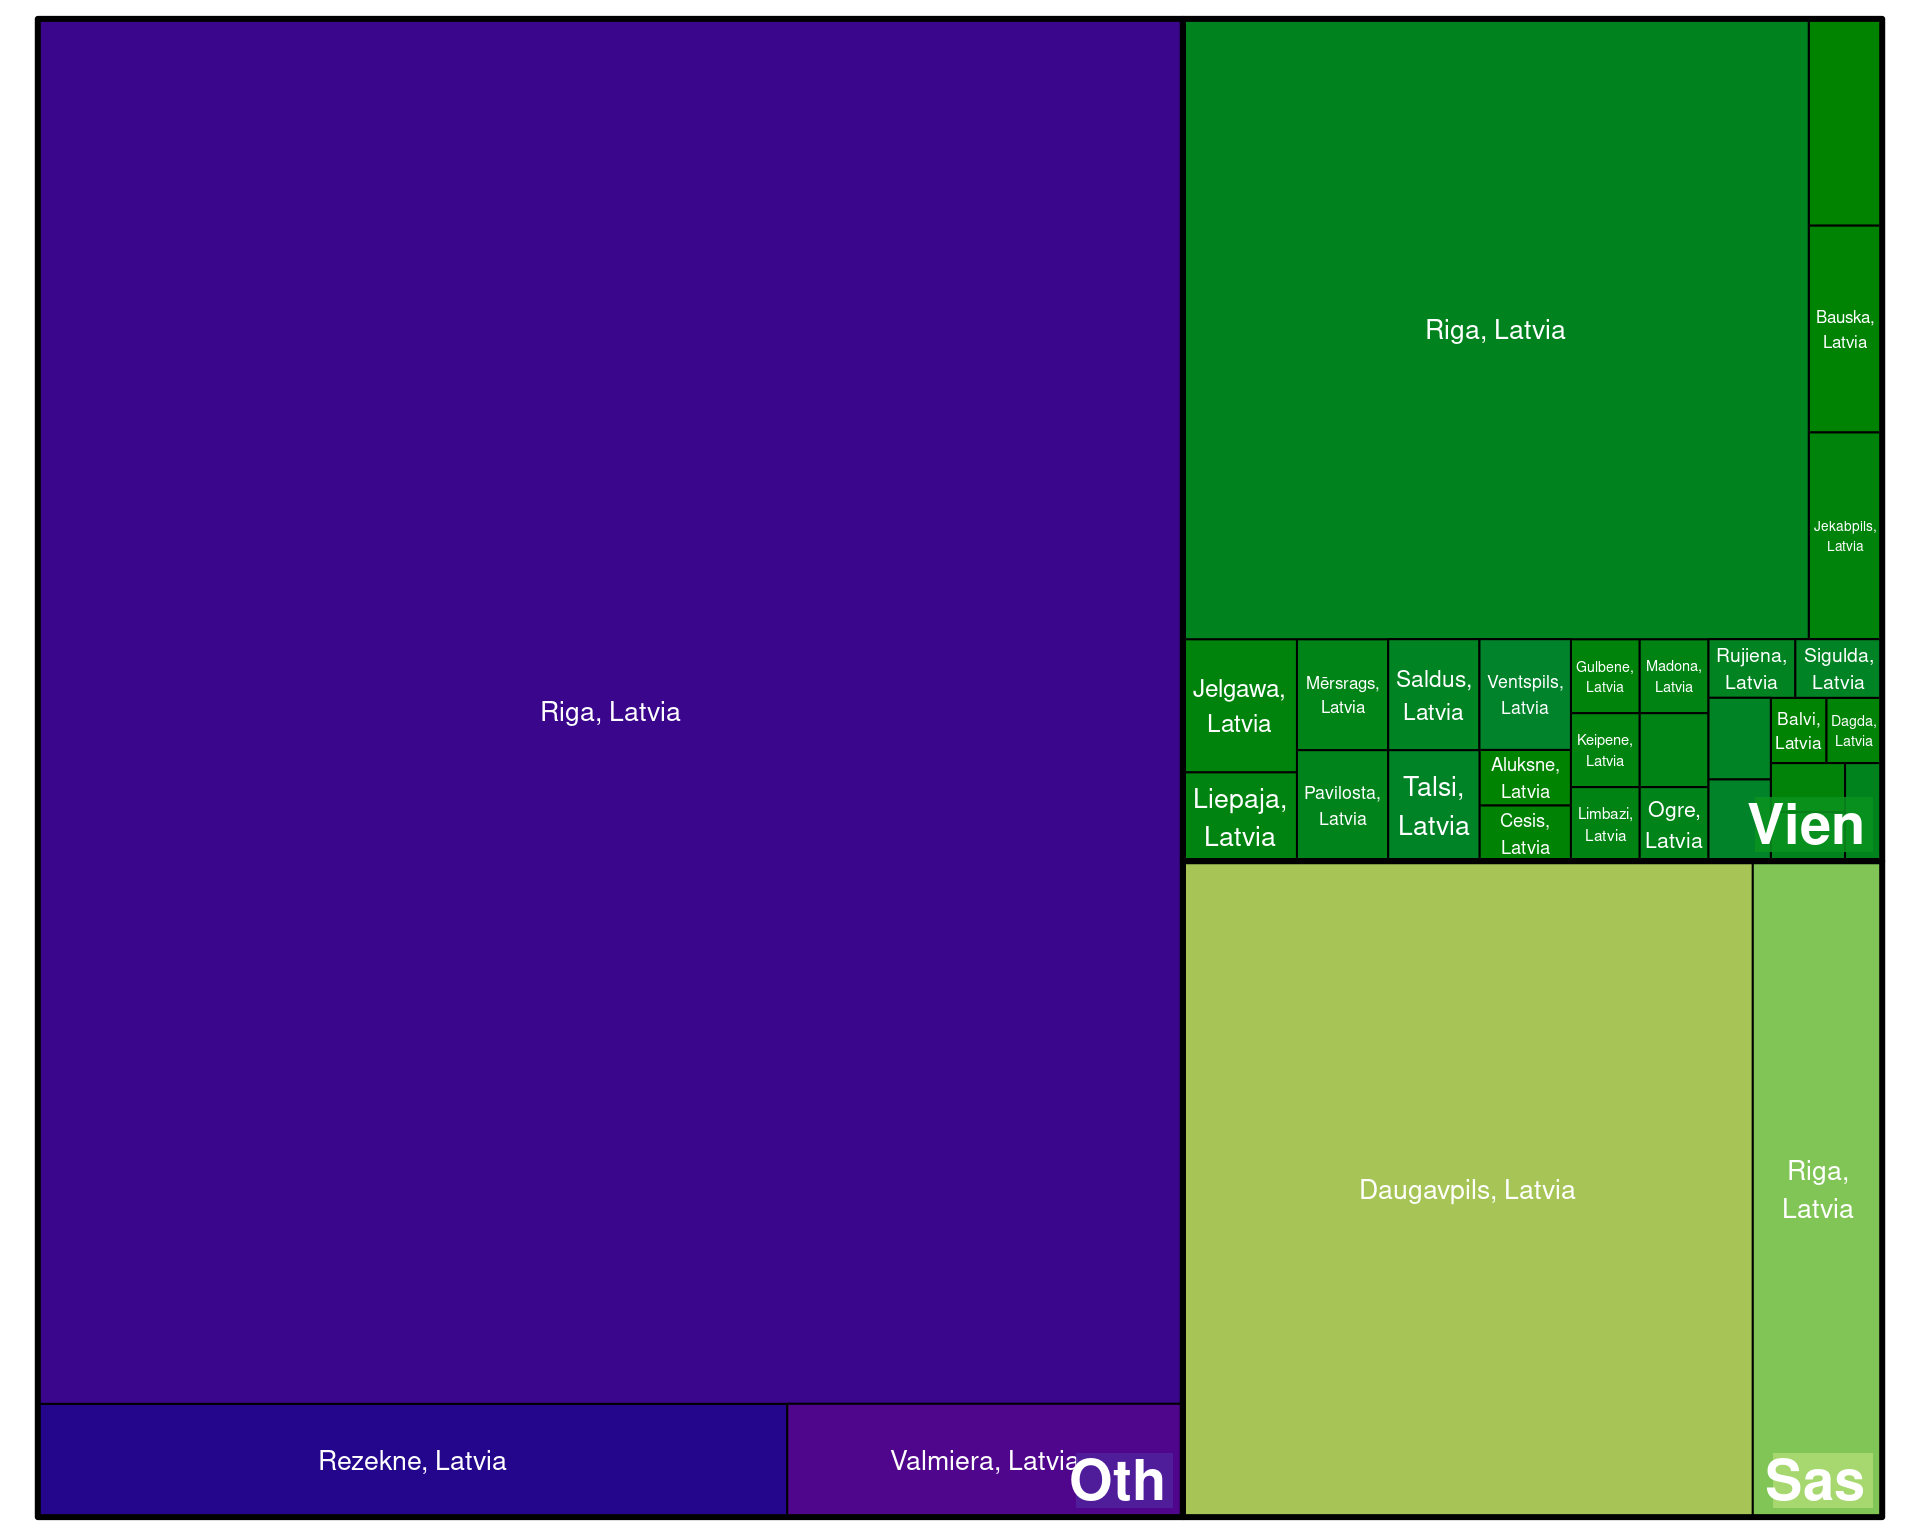 Riga, Latvia
Rezekne, Latvia
Valmiera, Latvia
Oth
Riga, Latvia
Bauska,
Latvia
Jekabpils,
Latvia
Jelgawa,
Latvia
Liepaja,
Latvia
Mērsrags,
Latvia
Pavilosta,
Latvia
Saldus,
Latvia
Talsi,
Latvia
Ventspils,
Latvia
Aluksne,
Latvia
Cesis,
Latvia
Gulbene,
Latvia
Keipene,
Latvia
Limbazi,
Latvia
Madona,
Latvia
Ogre,
Latvia
Rujiena,
Latvia
Sigulda,
Latvia
Balvi,
Latvia
Dagda,
Latvia
Vien
Daugavpils, Latvia
Riga,
Latvia
Sas